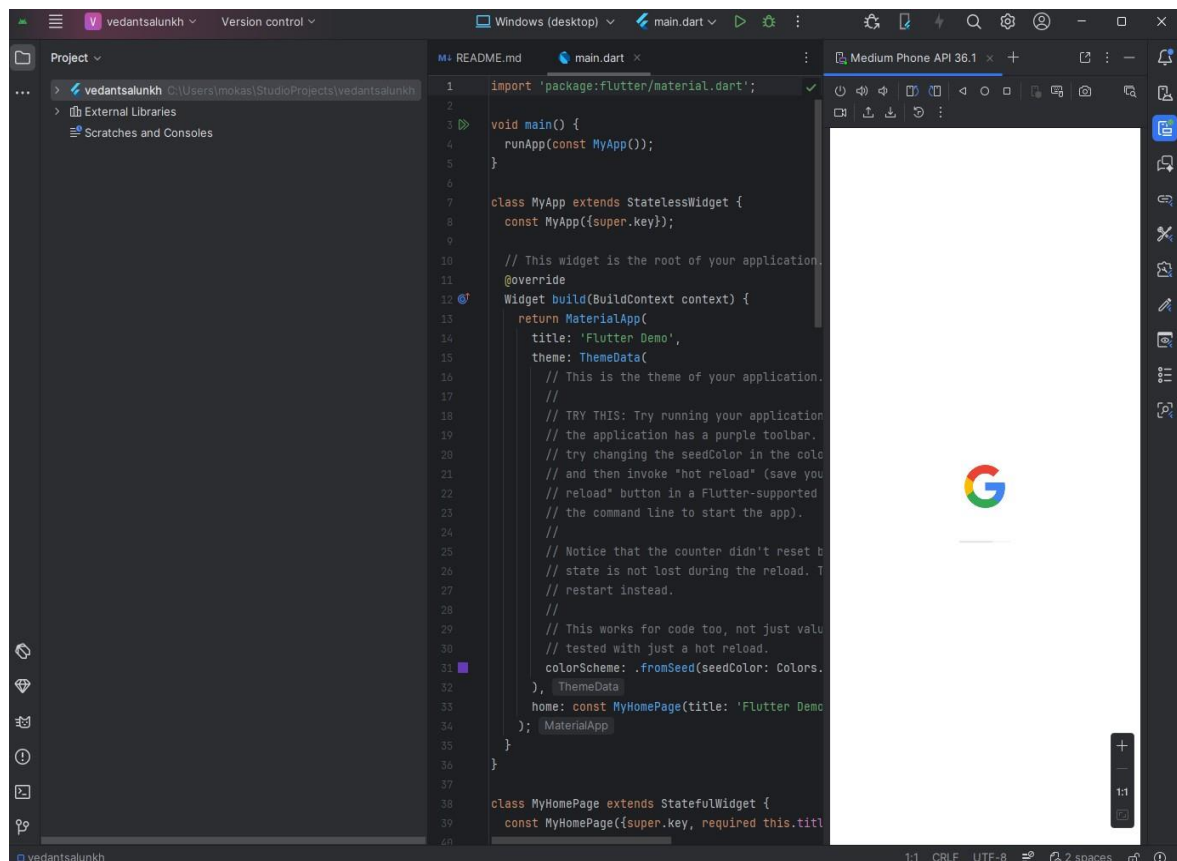 V vedantsalunkh Version control Windows (desktop) main.dart
Project
vedantsalunkh C:\Users\mokas\StudioProjects\vedantsalunkh
External Libraries
Scratches and Consoles
M↓ README.md main.dart
1 import 'package:flutter/material.dart';
2
3 void main() {
4 runApp(const MyApp());
5 }
6
7 class MyApp extends StatelessWidget {
8 const MyApp({super.key});
9
10 // This widget is the root of your application.
11 @override
12 Widget build(BuildContext context) {
13 return MaterialApp(
14 title: 'Flutter Demo',
15 theme: ThemeData(
16 // This is the theme of your application.
17 //
18 // TRY THIS: Try running your application
19 // the application has a purple toolbar.
20 // try changing the seedColor in the colo
21 // and then invoke "hot reload" (save you
22 // reload" button in a Flutter-supported
23 // the command line to start the app).
24 //
25 // Notice that the counter didn't reset b
26 // state is not lost during the reload. T
27 // restart instead.
28 //
29 // This works for code too, not just valu
30 // tested with just a hot reload.
31 colorScheme: .fromSeed(seedColor: Colors.
32 ), ThemeData
33 home: const MyHomePage(title: 'Flutter Demo
34 ); MaterialApp
35 }
36 }
37
38 class MyHomePage extends StatefulWidget {
39 const MyHomePage({super.key, required this.titl
40
Medium Phone API 36.1
G
1:1
vedantsalunkh
1:1 CRLF UTF-8 2 spaces